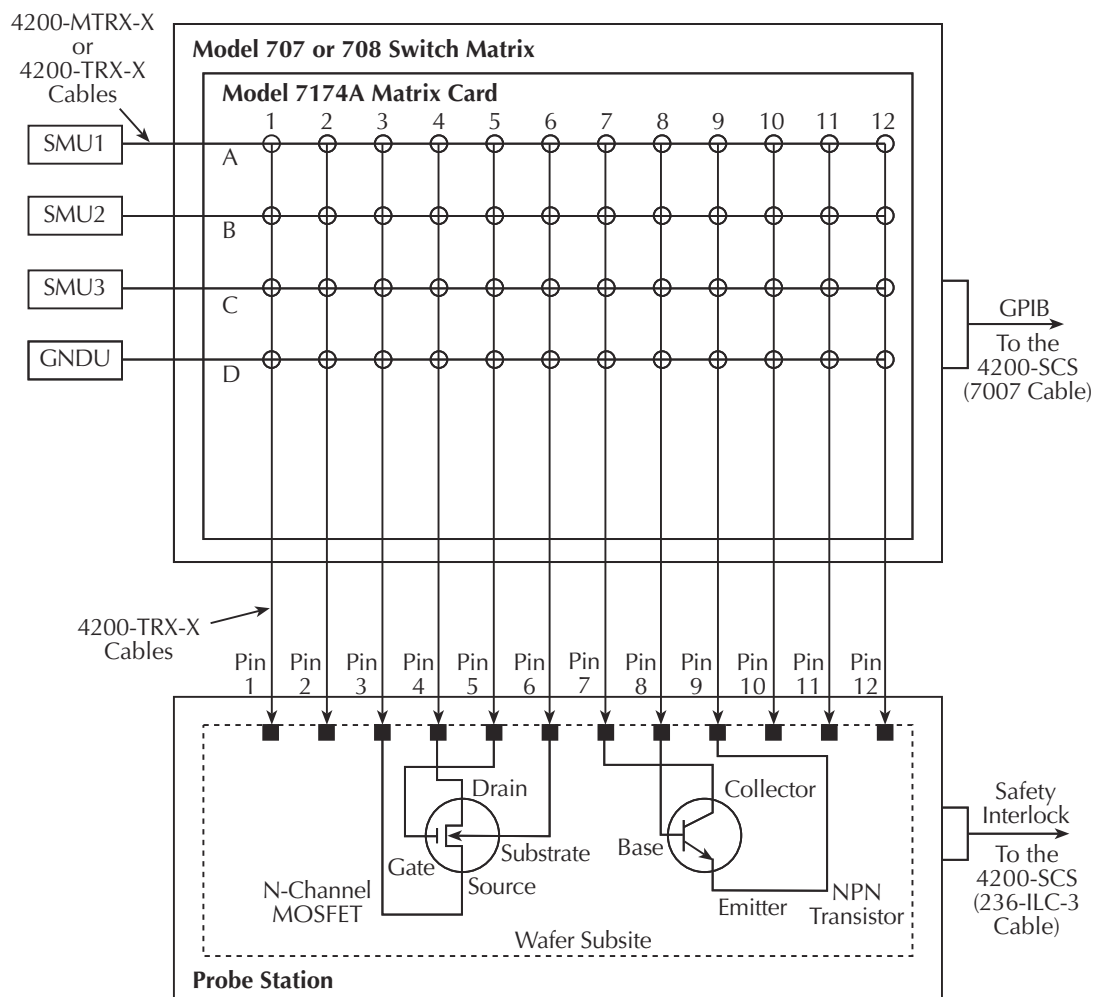 4200-MTRX-X
or
4200-TRX-X
Cables
Model 707 or 708 Switch Matrix
Model 7174A Matrix Card
1 2 3 4 5 6 7 8 9 10 11 12
SMU1
A
SMU2
B
SMU3
C
GNDU
D
GPIB
To the
4200-SCS
(7007 Cable)
4200-TRX-X
Cables
Pin Pin Pin Pin Pin Pin Pin Pin Pin Pin Pin Pin
1 2 3 4 5 6 7 8 9 10 11 12
Drain
Gate
Substrate
Source
N-Channel
MOSFET
Collector
Base
Emitter
NPN
Transistor
Wafer Subsite
Probe Station
Safety
Interlock
To the
4200-SCS
(236-ILC-3
Cable)